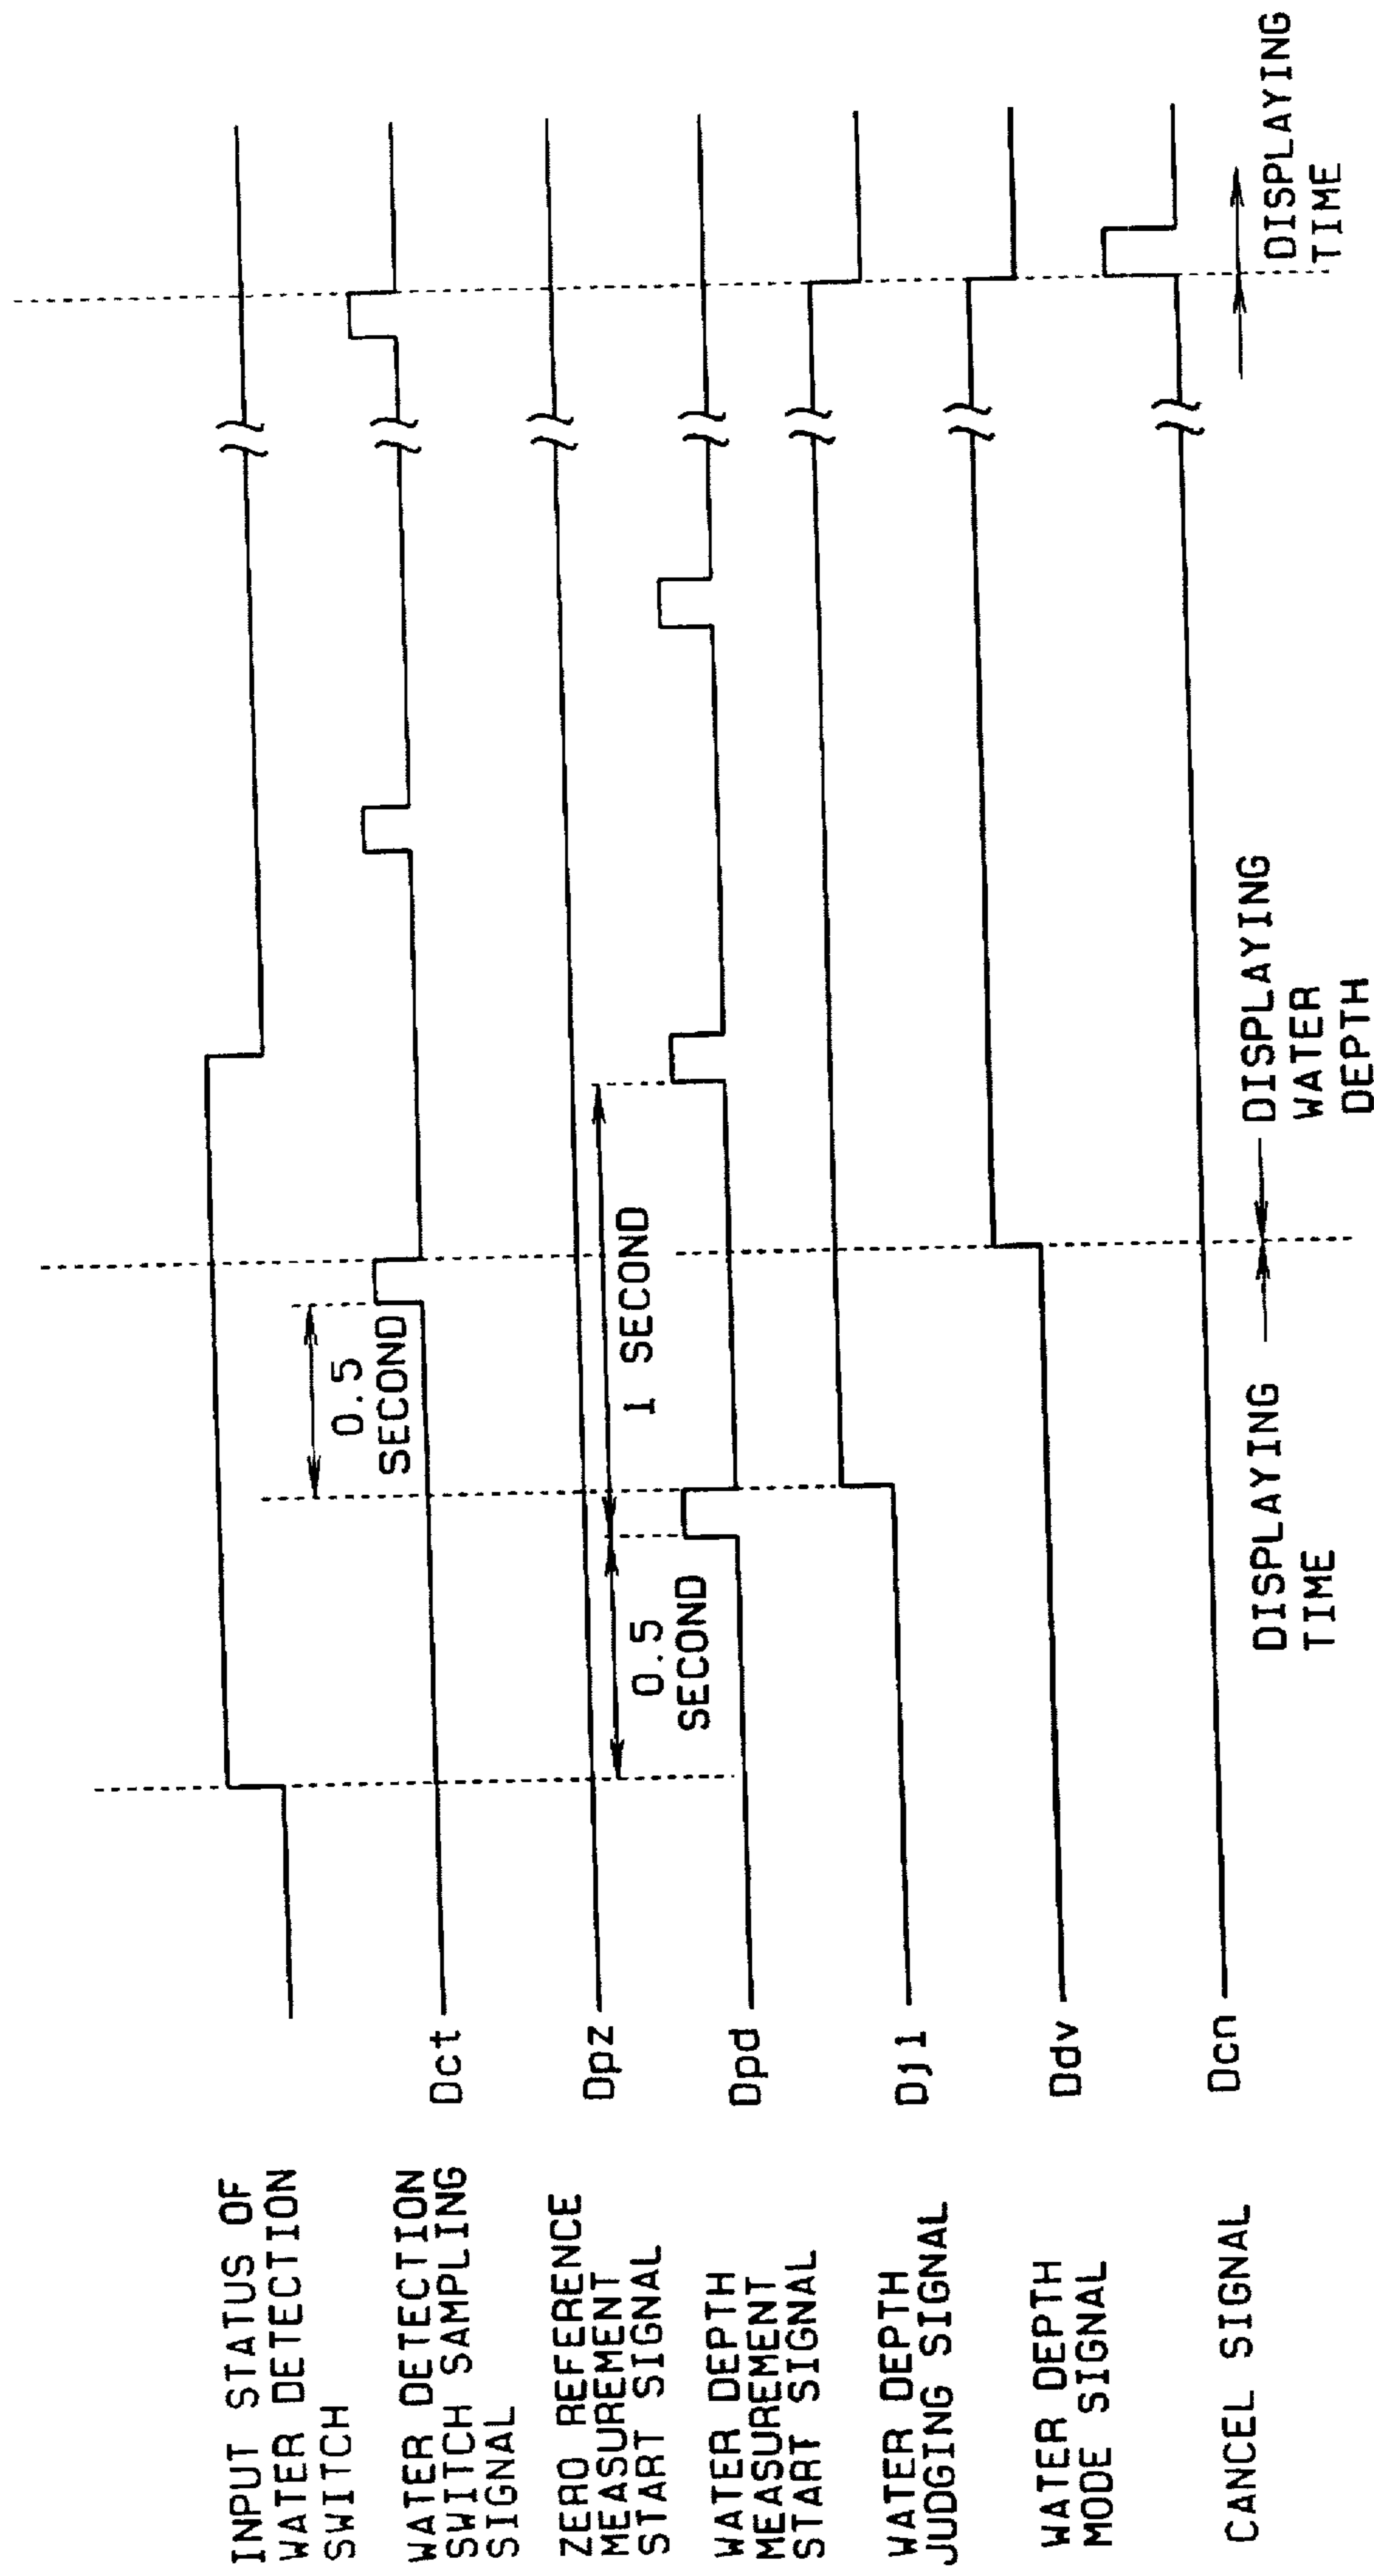 INPUT STATUS OF
WATER DETECTION
SWITCH
WATER DETECTION
SWITCH SAMPLING
SIGNAL
Dct
ZERO REFERENCE
MEASUREMENT
START SIGNAL
Dpz
WATER DEPTH
MEASUREMENT
START SIGNAL
Dpd
WATER DEPTH
JUDGING SIGNAL
Dj1
WATER DEPTH
MODE SIGNAL
Ddv
CANCEL SIGNAL
Dcn
0.5
SECOND
0.5
SECOND
1 SECOND
DISPLAYING
TIME
DISPLAYING
WATER
DEPTH
DISPLAYING
TIME